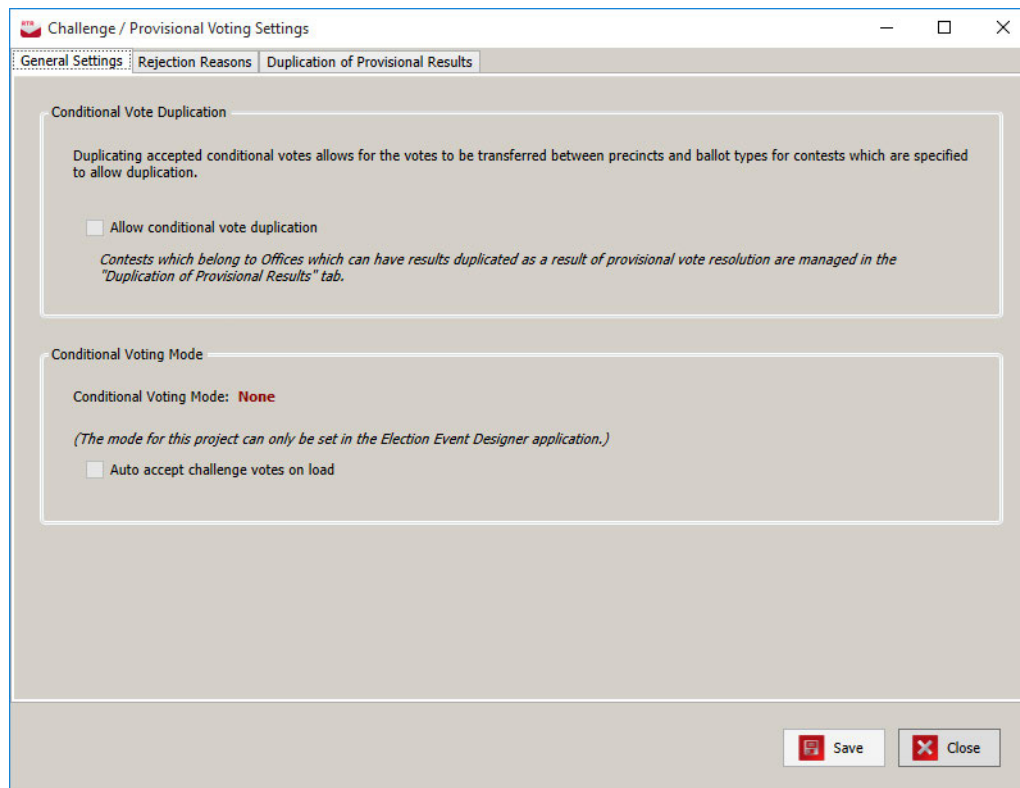 RTR
Challenge / Provisional Voting Settings
General Settings Rejection Reasons Duplication of Provisional Results
Conditional Vote Duplication
Duplicating accepted conditional votes allows for the votes to be transferred between precincts and ballot types for contests which are specified
to allow duplication.
Allow conditional vote duplication
Contests which belong to Offices which can have results duplicated as a result of provisional vote resolution are managed in the
"Duplication of Provisional Results" tab.
Conditional Voting Mode
Conditional Voting Mode: None
(The mode for this project can only be set in the Election Event Designer application.)
Auto accept challenge votes on load
Save Close